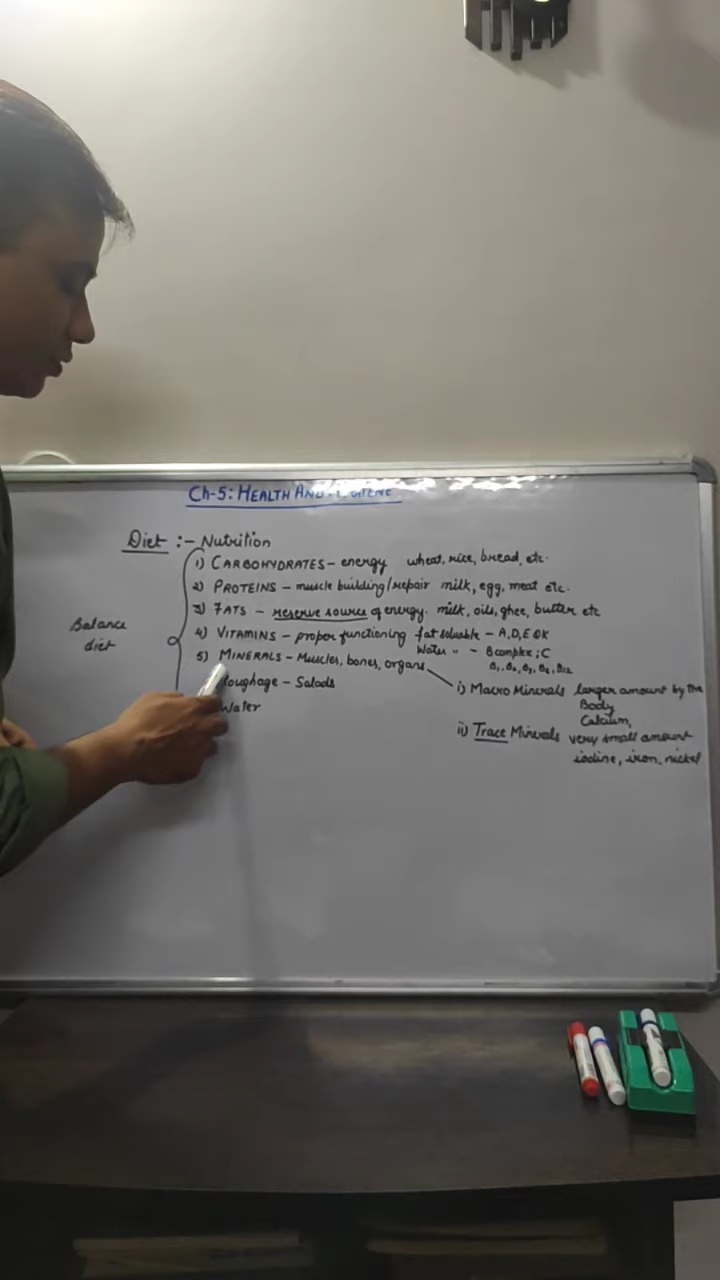 Ch-5: HEALTH AND HYGIENE
Diet :- Nutrition
1) CARBOHYDRATES - energy wheat, rice, bread, etc.
2) PROTEINS - muscle building/repair milk, egg, meat etc.
3) FATS - reserve source of energy. milk, oils, ghee, butter etc
Balance diet
4) VITAMINS - proper functioning fat soluble - A, D, E & K
Water " - B complex; C
B1, B2, B3, B6, B12
5) MINERALS - Muscles, bones, organs
i) Macro Minerals larger amount by the
Body
Calcium,
Roughage - Salads
Water
ii) Trace Minerals very small amount
iodine, iron, nickel